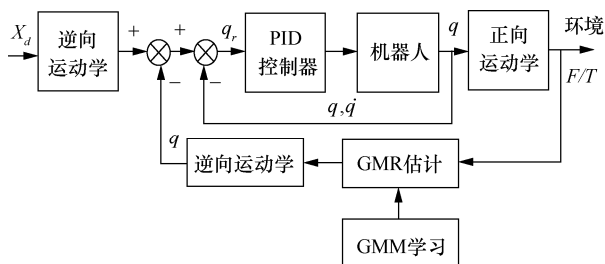 X_d
逆向
运动学
+
−
+
−
q_r
PID
控制器
机器人
q
正向
运动学
环境
F/T
q,q̇
q
逆向运动学
GMR估计
GMM学习